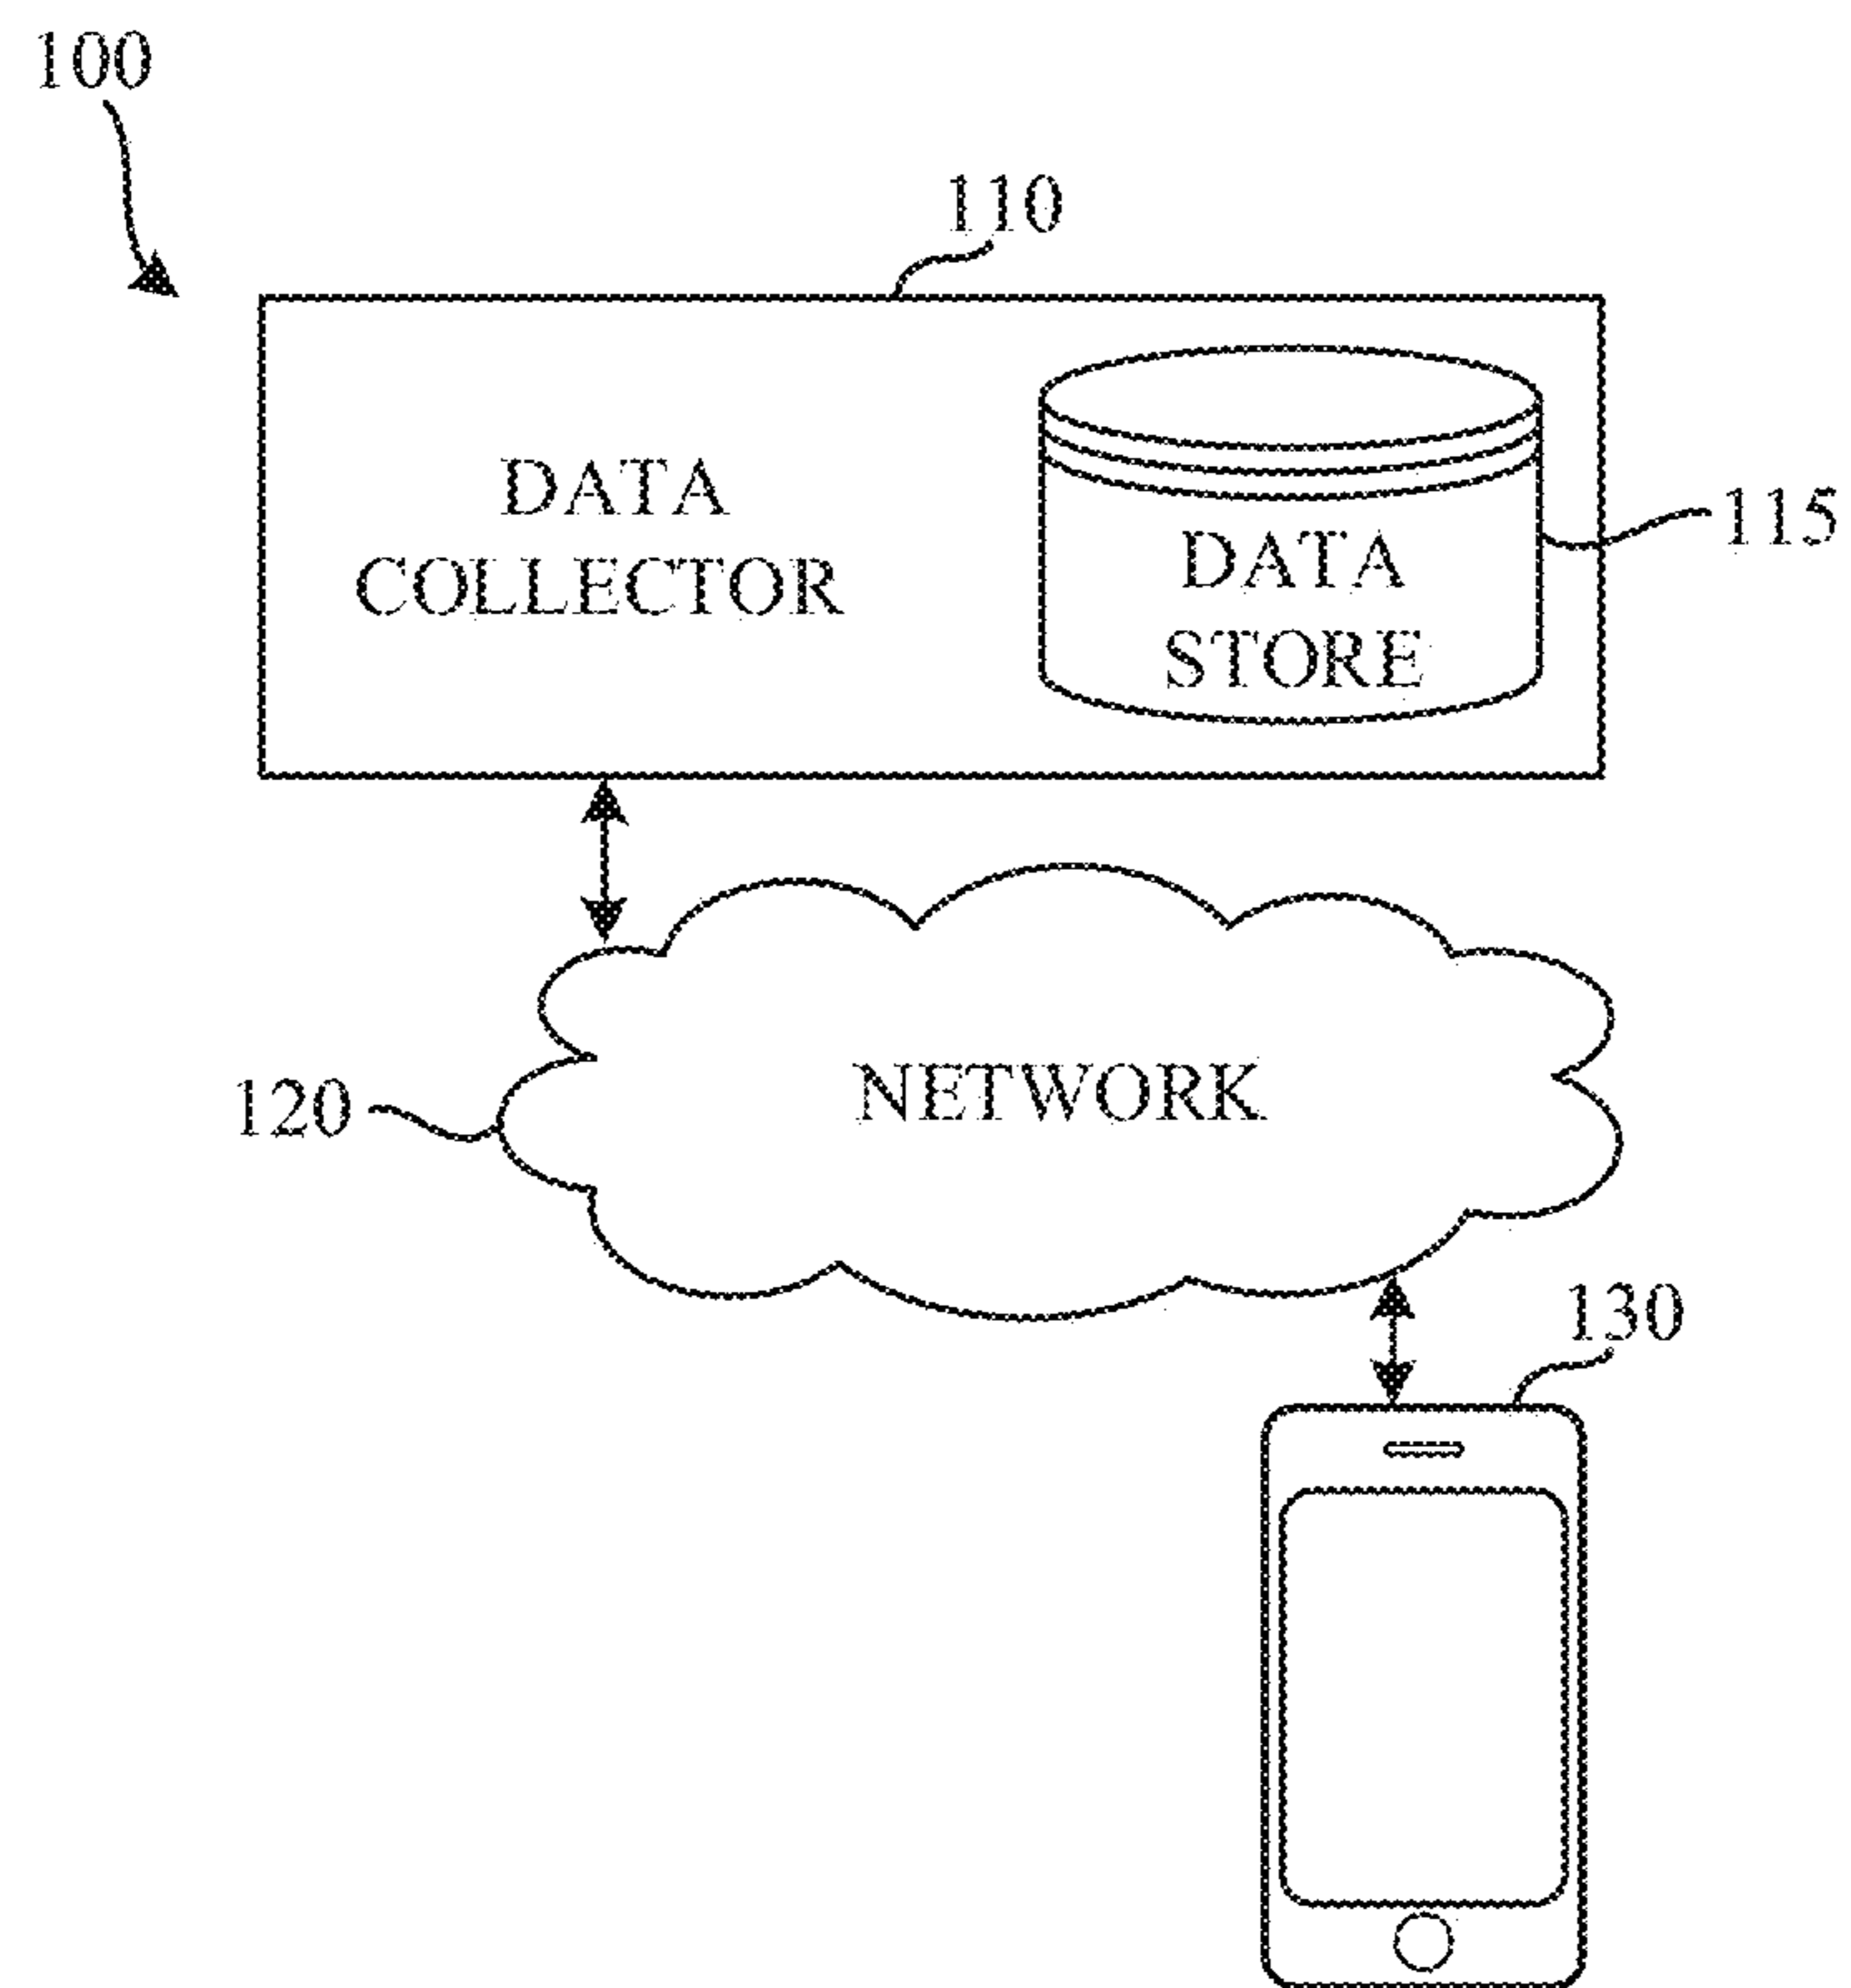 100
110
DATA
COLLECTOR
DATA
STORE
115
NETWORK
120
130